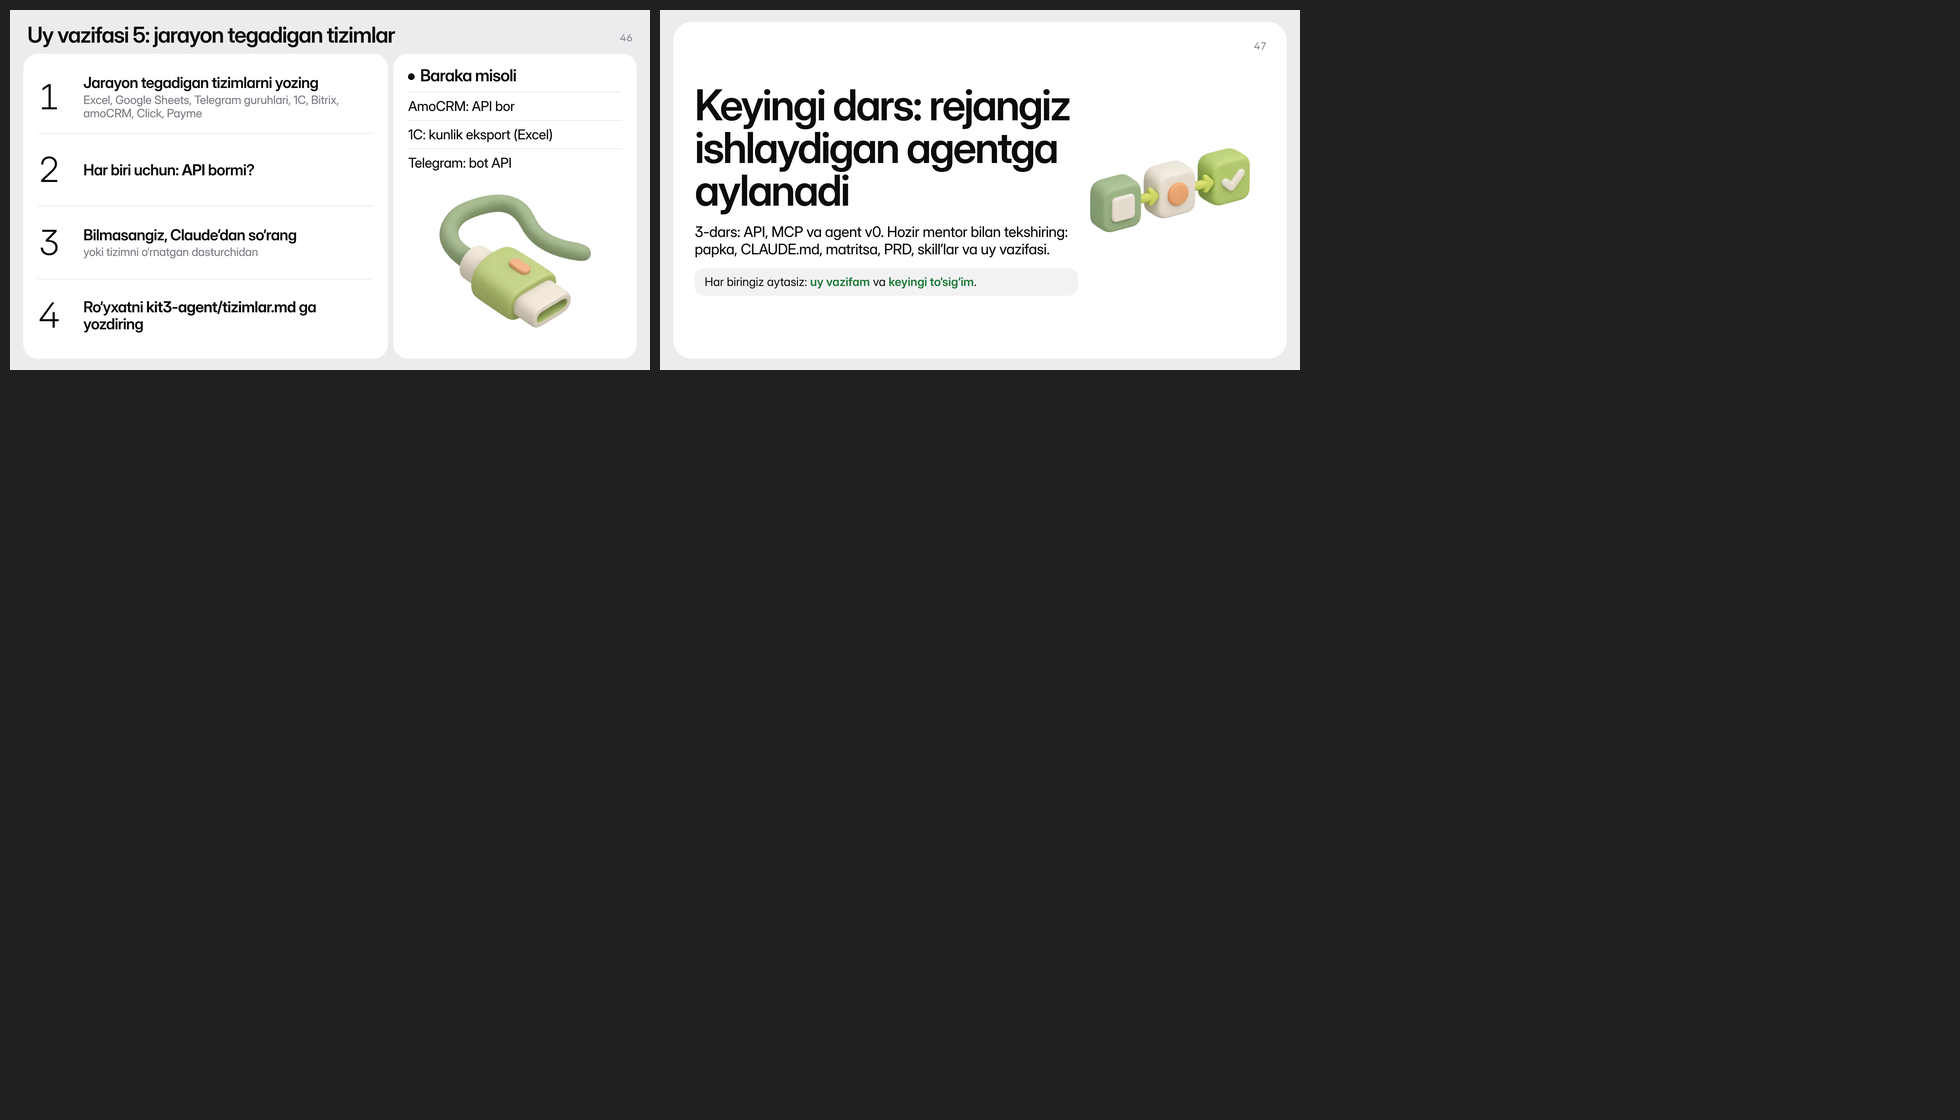 Uy vazifasi 5: jarayon tegadigan tizimlar
46
1
Jarayon tegadigan tizimlarni yozing
Excel, Google Sheets, Telegram guruhlari, 1C, Bitrix,
amoCRM, Click, Payme
2
Har biri uchun: API bormi?
3
Bilmasangiz, Claude’dan so‘rang
yoki tizimni o‘rnatgan dasturchidan
4
Ro‘yxatni kit3-agent/tizimlar.md ga
yozdiring
• Baraka misoli
AmoCRM: API bor
1C: kunlik eksport (Excel)
Telegram: bot API
47
Keyingi dars: rejangiz
ishlaydigan agentga
aylanadi
3-dars: API, MCP va agent v0. Hozir mentor bilan tekshiring:
papka, CLAUDE.md, matritsa, PRD, skill’lar va uy vazifasi.
Har biringiz aytasiz: uy vazifam va keyingi to‘sig‘im.